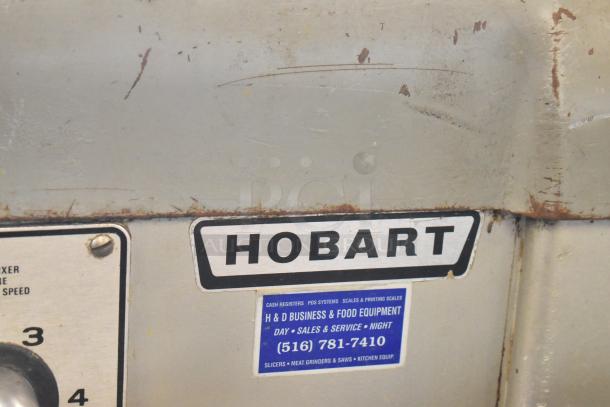 HOBART
IXER
SPEED
3
4
CASH REGISTERS POS SYSTEMS SCALES & PRINTING SCALES
H & D BUSINESS & FOOD EQUIPMENT
DAY • SALES & SERVICE • NIGHT
(516) 781-7410
SLICERS • MEAT GRINDERS & SAWS • KITCHEN EQUIP.